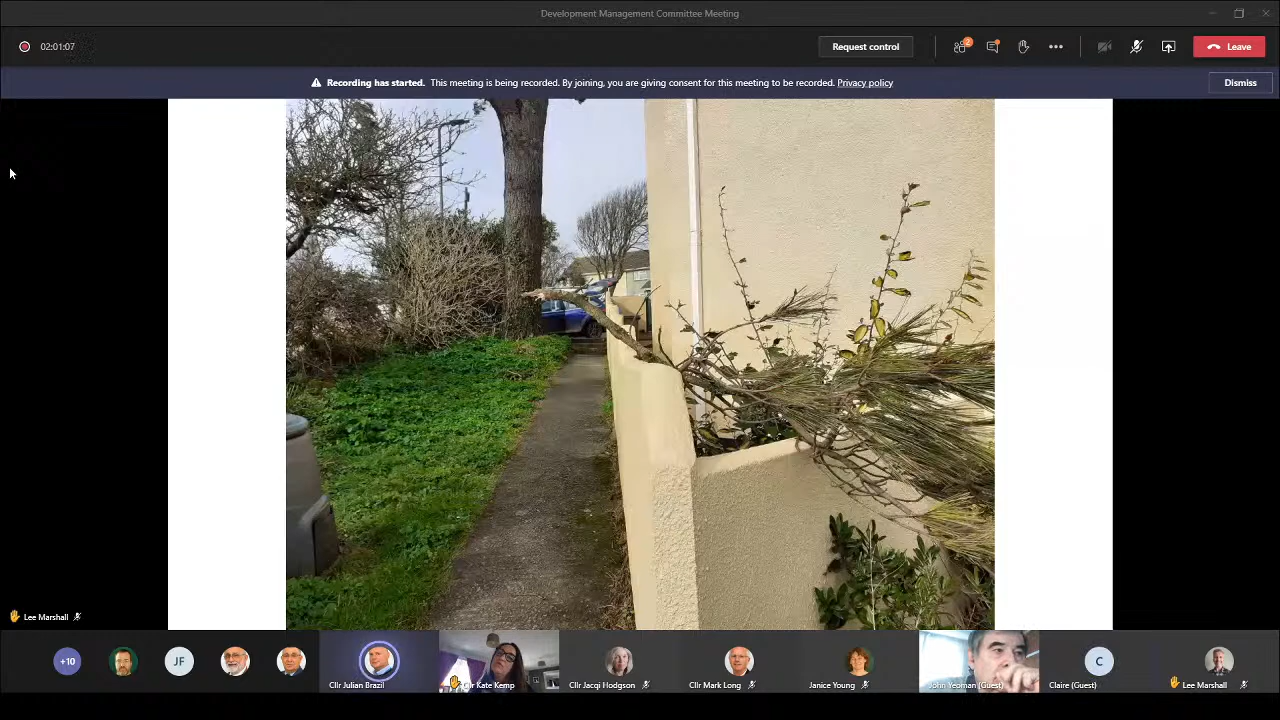 Development Management Committee Meeting
02:01:07
Request control
2
Leave
Recording has started. This meeting is being recorded. By joining, you are giving consent for this meeting to be recorded. Privacy policy
Dismiss
Lee Marshall
+10
JF
Cllr Julian Brazil
Cllr Kate Kemp
Cllr Jacqi Hodgson
Cllr Mark Long
Janice Young
John Yeoman (Guest)
C
Claire (Guest)
Lee Marshall